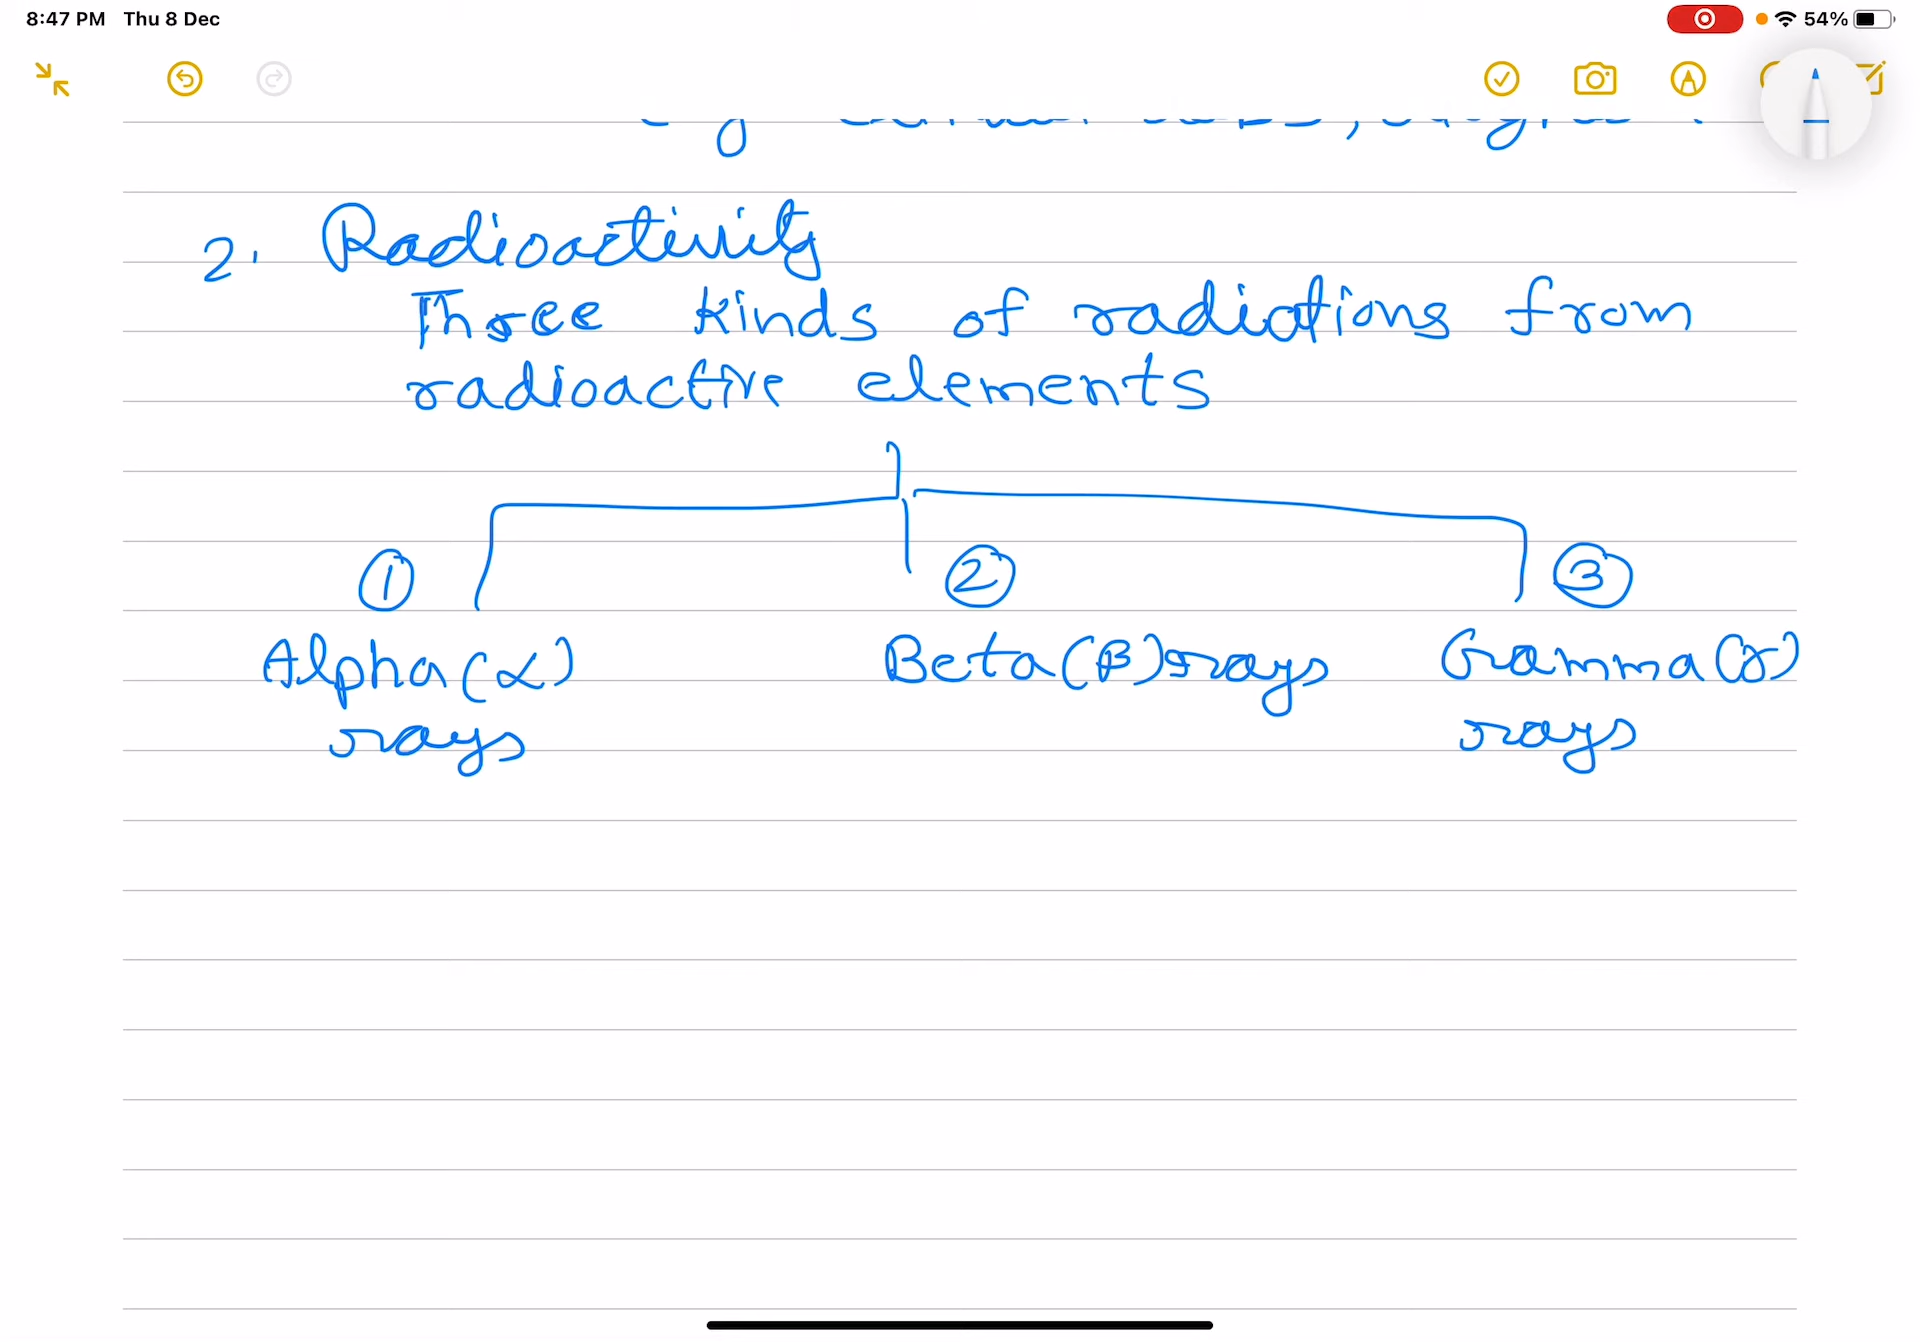 8:47 PM Thu 8 Dec
54%
2. Radioactivity
Three kinds of radiations from
radioactive elements
1 2 3
Alpha (α) Beta (β) rays Gramma (γ)
rays rays